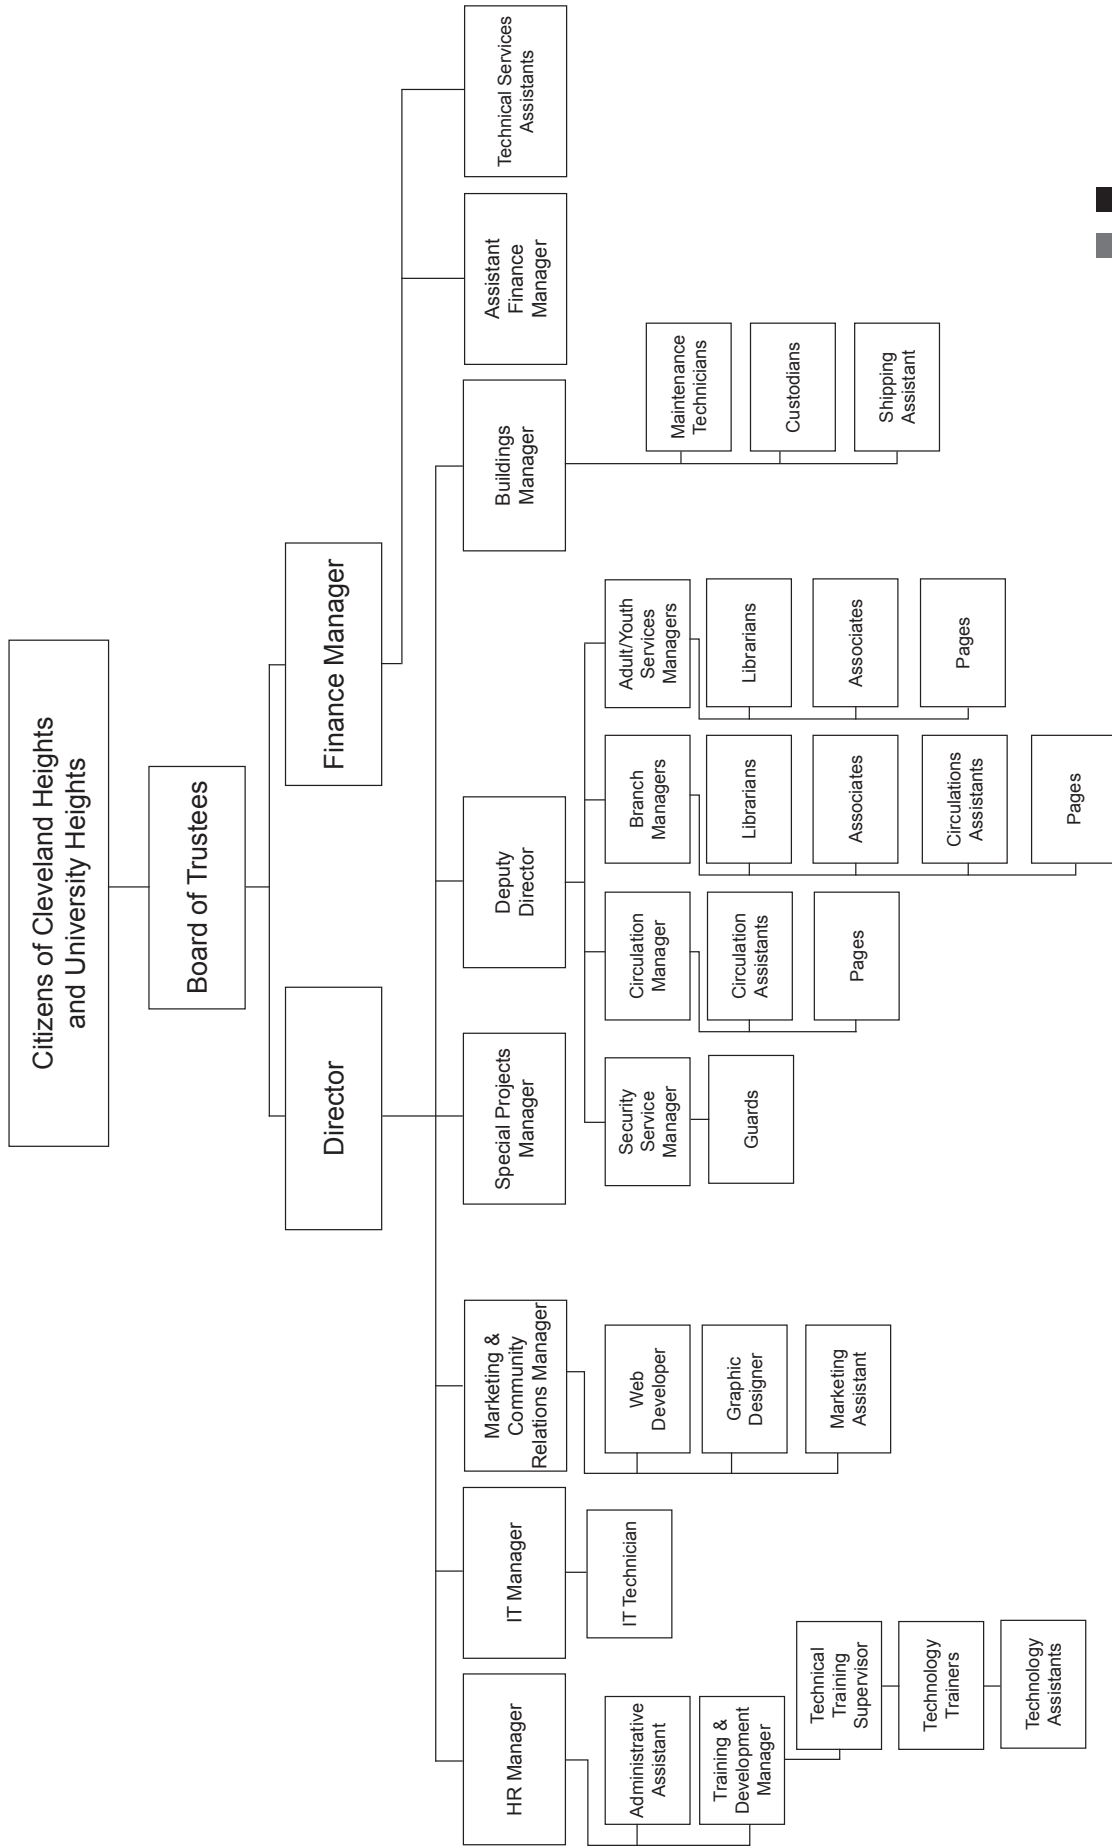 Citizens of Cleveland Heights
and University Heights
Board of Trustees
Director
Finance Manager
HR Manager
IT Manager
Marketing &
Community
Relations Manager
Special Projects
Manager
Deputy
Director
Buildings
Manager
Assistant
Finance
Manager
Technical Services
Assistants
Administrative
Assistant
Training &
Development
Manager
Technical
Training
Supervisor
Technology
Trainers
Technology
Assistants
IT Technician
Web
Developer
Graphic
Designer
Marketing
Assistant
Security
Service
Manager
Guards
Circulation
Manager
Circulation
Assistants
Pages
Branch
Managers
Librarians
Associates
Circulations
Assistants
Pages
Adult/Youth
Services
Managers
Librarians
Associates
Pages
Maintenance
Technicians
Custodians
Shipping
Assistant